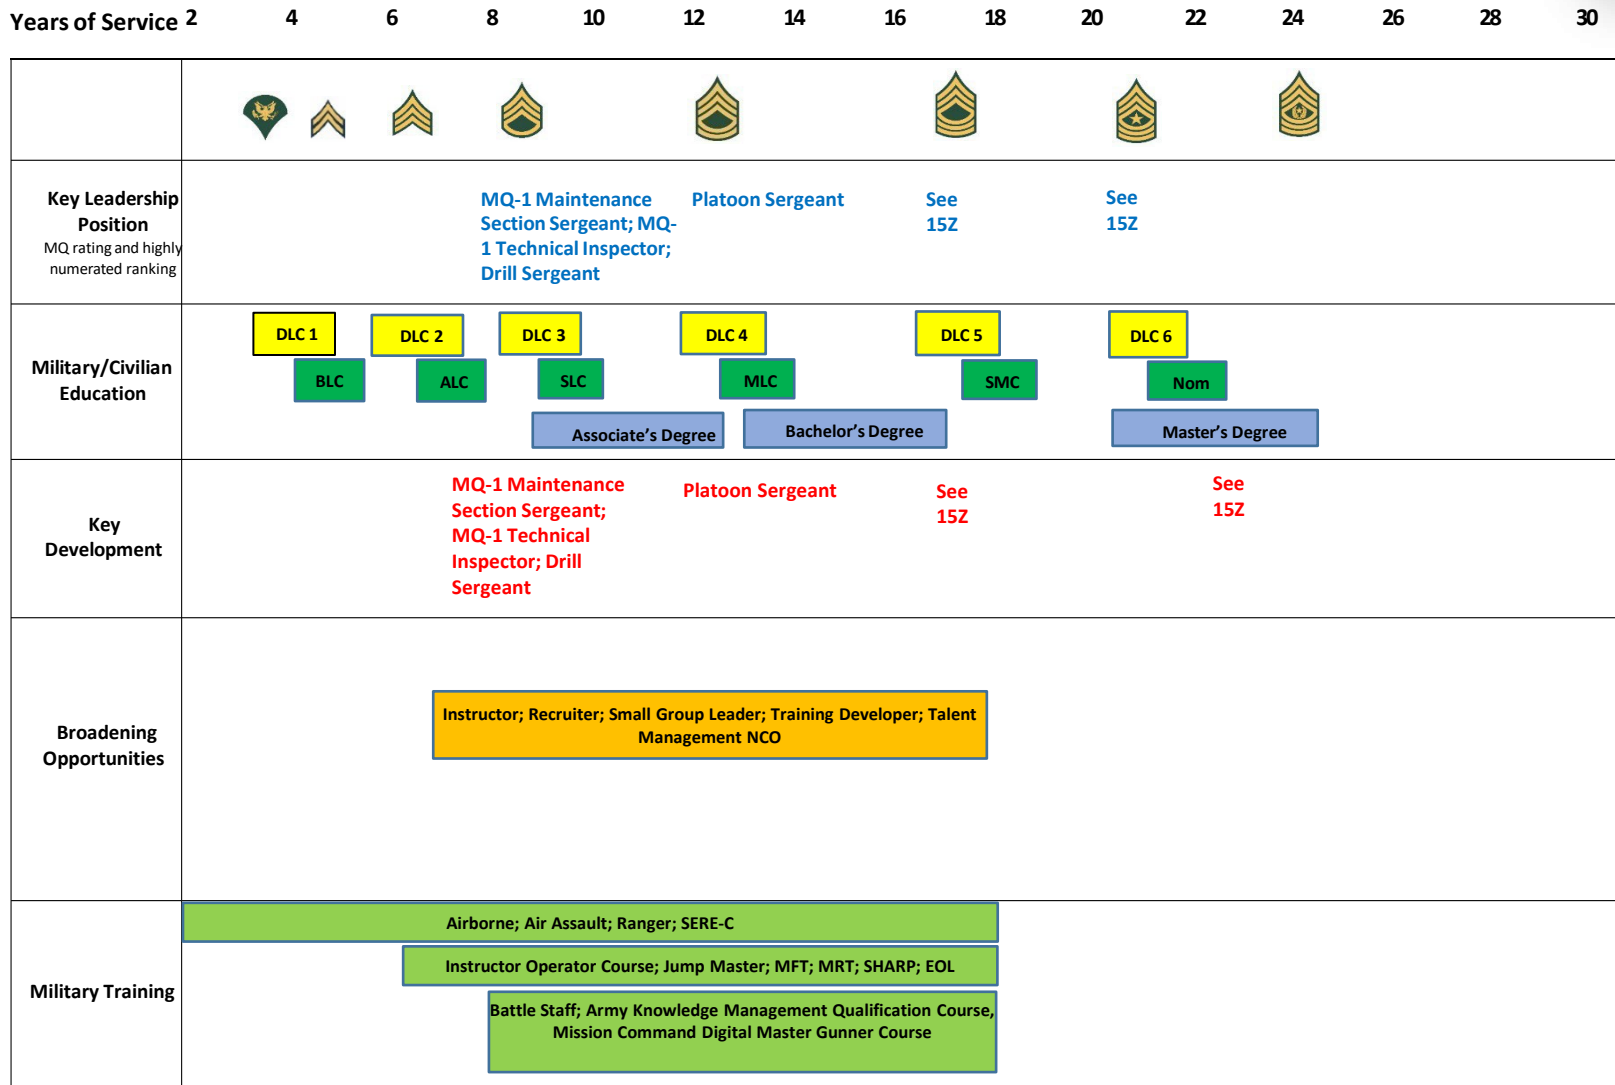 Years of Service 2 4 6 8 10 12 14 16 18 20 22 24 26 28 30
Key Leadership
Position
MQ rating and highly
numerated ranking
MQ-1 Maintenance
Section Sergeant; MQ-
1 Technical Inspector;
Drill Sergeant
Platoon Sergeant
See
15Z
See
15Z
Military/Civilian
Education
DLC 1
DLC 2
DLC 3
DLC 4
DLC 5
DLC 6
BLC
ALC
SLC
MLC
SMC
Nom
Associate's Degree
Bachelor's Degree
Master's Degree
Key
Development
MQ-1 Maintenance
Section Sergeant;
MQ-1 Technical
Inspector; Drill
Sergeant
Platoon Sergeant
See
15Z
See
15Z
Broadening
Opportunities
Instructor; Recruiter; Small Group Leader; Training Developer; Talent
Management NCO
Military Training
Airborne; Air Assault; Ranger; SERE-C
Instructor Operator Course; Jump Master; MFT; MRT; SHARP; EOL
Battle Staff; Army Knowledge Management Qualification Course,
Mission Command Digital Master Gunner Course